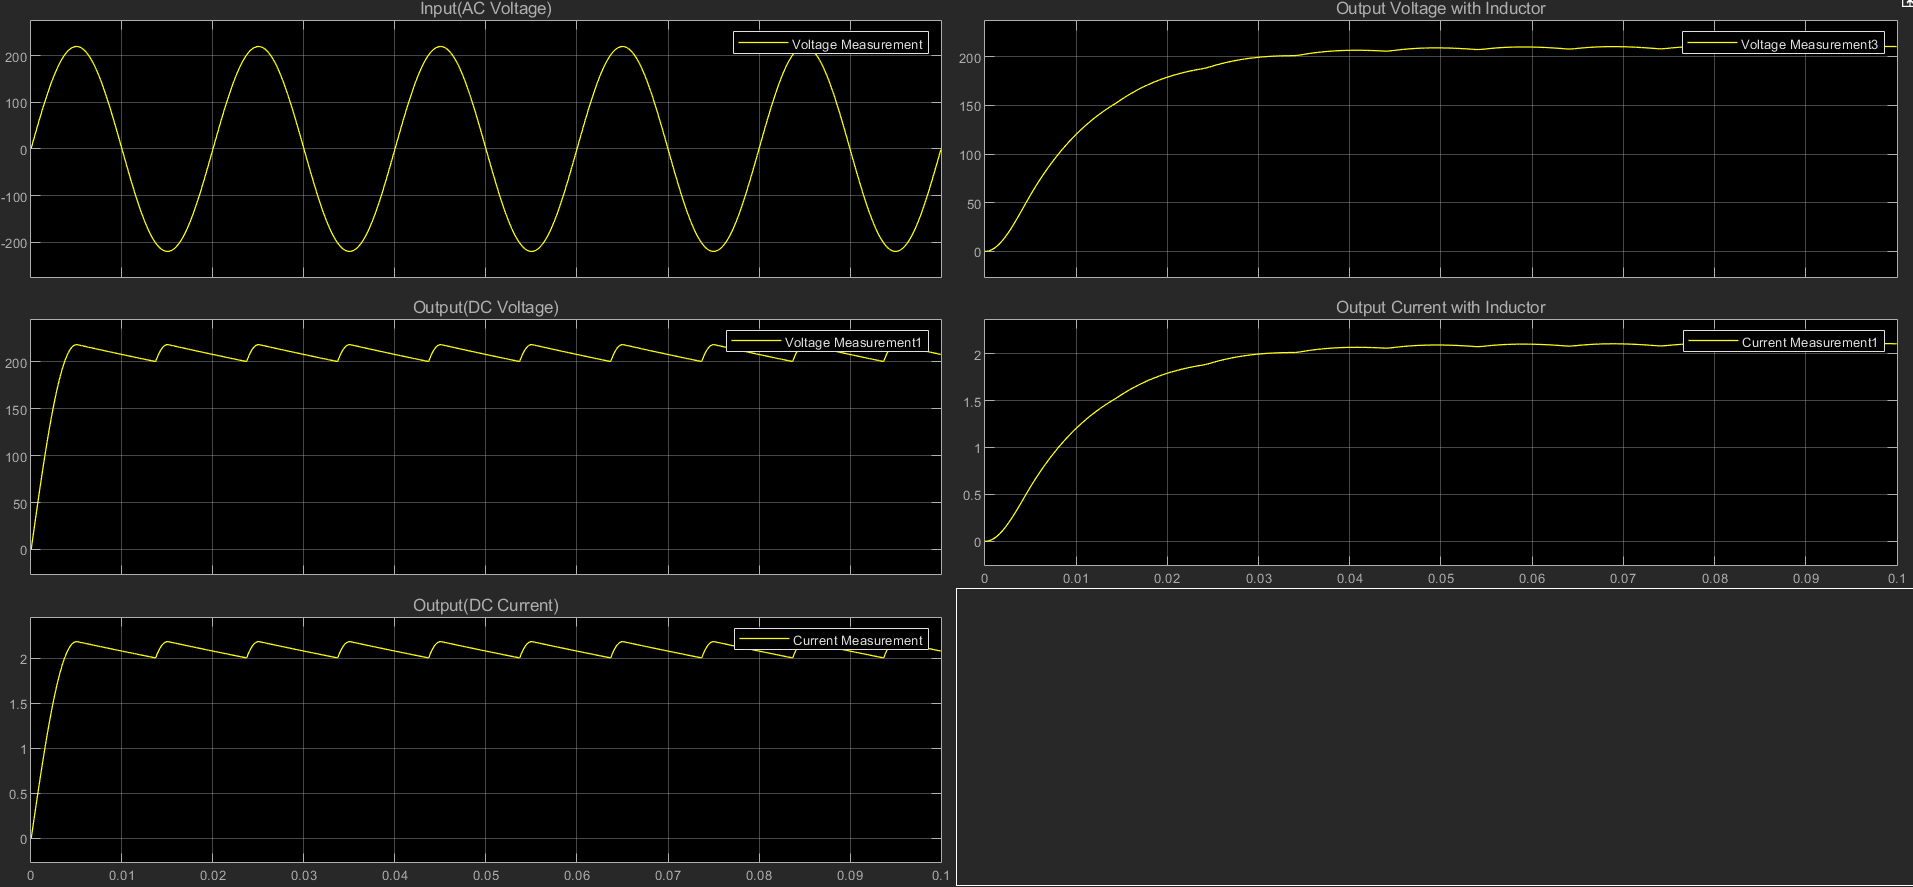 Input(AC Voltage)
Voltage Measurement
200
100
0
-100
-200
Output(DC Voltage)
Voltage Measurement1
200
150
100
50
0
Output(DC Current)
Current Measurement
2
1.5
1
0.5
0
0 0.01 0.02 0.03 0.04 0.05 0.06 0.07 0.08 0.09 0.1
Output Voltage with Inductor
Voltage Measurement3
200
150
100
50
0
Output Current with Inductor
Current Measurement1
2
1.5
1
0.5
0
0 0.01 0.02 0.03 0.04 0.05 0.06 0.07 0.08 0.09 0.1